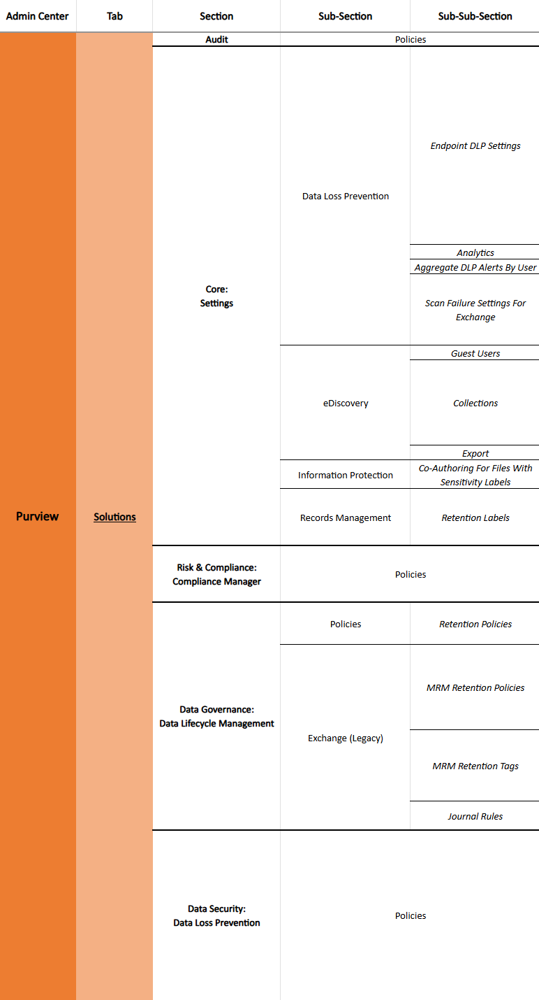 Admin Center Tab Section Sub-Section Sub-Sub-Section
Audit Policies
Endpoint DLP Settings
Data Loss Prevention
Analytics
Aggregate DLP Alerts By User
Core:
Settings
Scan Failure Settings For
Exchange
Guest Users
eDiscovery Collections
Export
Information Protection
Co-Authoring For Files With
Sensitivity Labels
Purview Solutions
Records Management Retention Labels
Risk & Compliance:
Compliance Manager
Policies
Policies Retention Policies
MRM Retention Policies
Data Governance:
Data Lifecycle Management
Exchange (Legacy)
MRM Retention Tags
Journal Rules
Data Security:
Data Loss Prevention
Policies